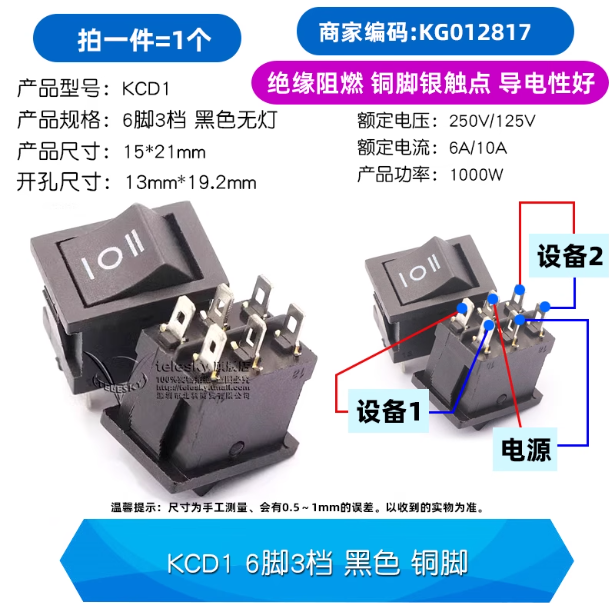 拍一件=1个
商家编码:KG012817
绝缘阻燃 铜脚银触点 导电性好
产品型号: KCD1
产品规格: 6脚3档 黑色无灯
产品尺寸: 15*21mm
开孔尺寸: 13mm*19.2mm
额定电压: 250V/125V
额定电流: 6A/10A
产品功率: 1000W
设备2
设备1
电源
TELESKY
温馨提示: 尺寸为手工测量、会有0.5~1mm的误差。以收到的实物为准。
KCD1 6脚3档 黑色 铜脚